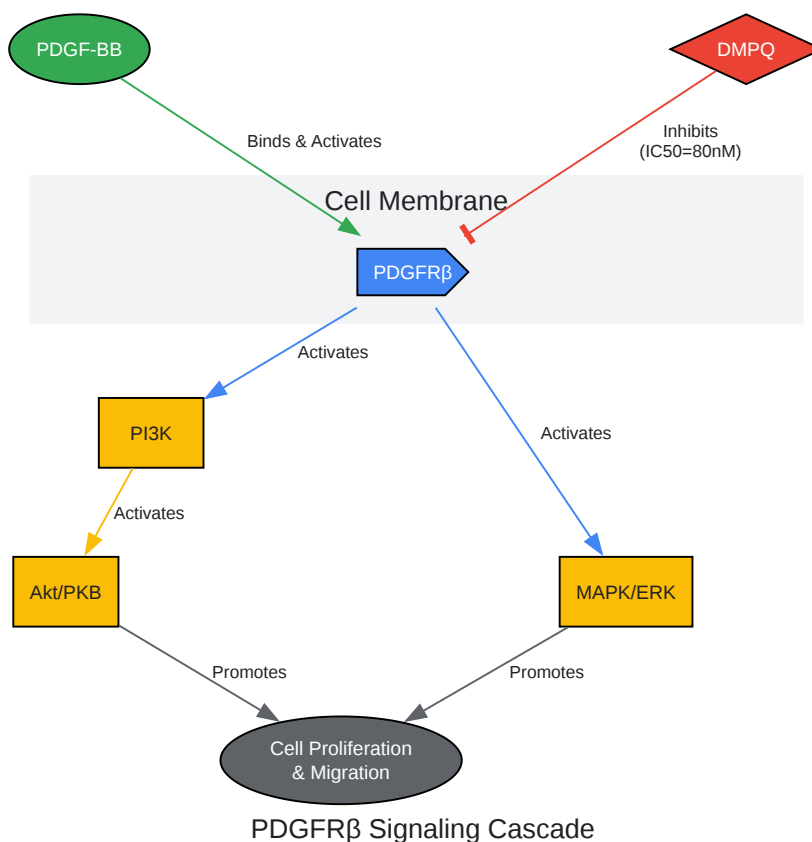 PDGF-BB
DMPQ
Binds & Activates
Inhibits
(IC50=80nM)
Cell Membrane
PDGFRβ
Activates
Activates
PI3K
Activates
Akt/PKB
MAPK/ERK
Promotes
Promotes
Cell Proliferation
& Migration
PDGFRβ Signaling Cascade